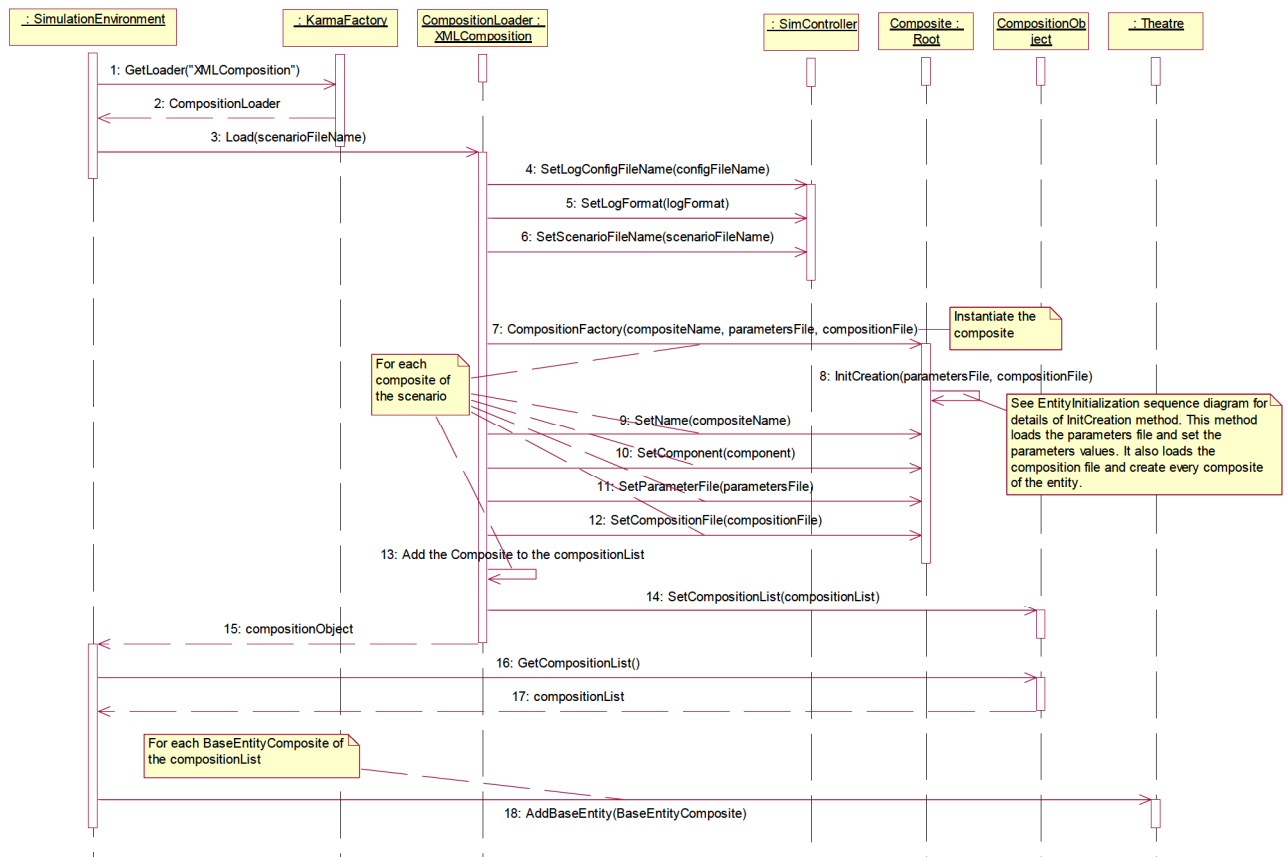 : SimulationEnvironment
: KarmaFactory
CompositionLoader :
XMLComposition
: SimController
Composite :
Root
CompositionOb
ject
: Theatre
1: GetLoader("XMLComposition")
2: CompositionLoader
3: Load(scenarioFileName)
4: SetLogConfigFileName(configFileName)
5: SetLogFormat(logFormat)
6: SetScenarioFileName(scenarioFileName)
Instantiate the
composite
7: CompositionFactory(compositeName, parametersFile, compositionFile)
For each
composite of
the scenario
8: InitCreation(parametersFile, compositionFile)
See EntityInitialization sequence diagram for
details of InitCreation method. This method
loads the parameters file and set the
parameters values. It also loads the
composition file and create every composite
of the entity.
9: SetName(compositeName)
10: SetComponent(component)
11: SetParameterFile(parametersFile)
12: SetCompositionFile(compositionFile)
13: Add the Composite to the compositionList
14: SetCompositionList(compositionList)
15: compositionObject
16: GetCompositionList()
17: compositionList
For each BaseEntityComposite of
the compositionList
18: AddBaseEntity(BaseEntityComposite)